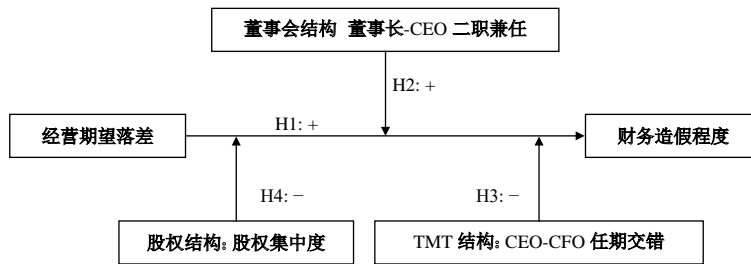 董事会结构 董事长-CEO 二职兼任
H2: +
经营期望落差
H1: +
财务造假程度
H4: −
H3: −
股权结构：股权集中度
TMT 结构：CEO-CFO 任期交错